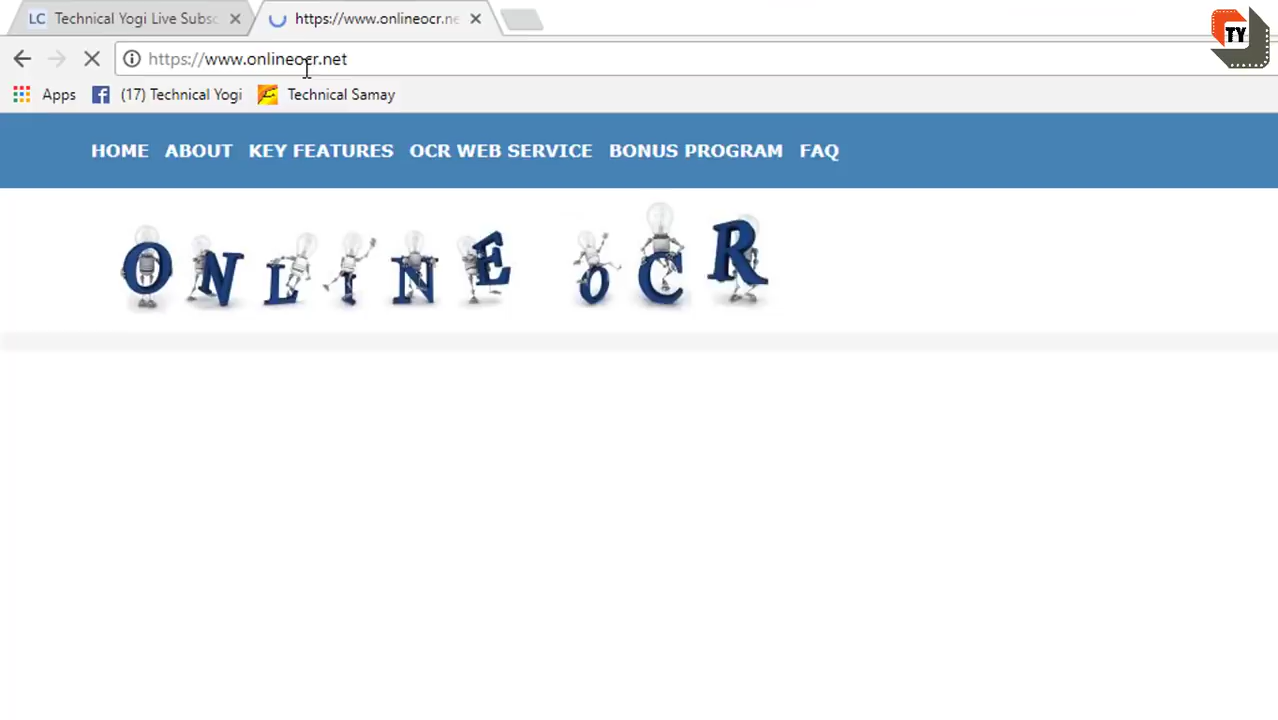 LC Technical Yogi Live Subsc
https://www.onlineocr.ne
TY
https://www.onlineocr.net
Apps (17) Technical Yogi Technical Samay
HOME ABOUT KEY FEATURES OCR WEB SERVICE BONUS PROGRAM FAQ
ONLINE OCR